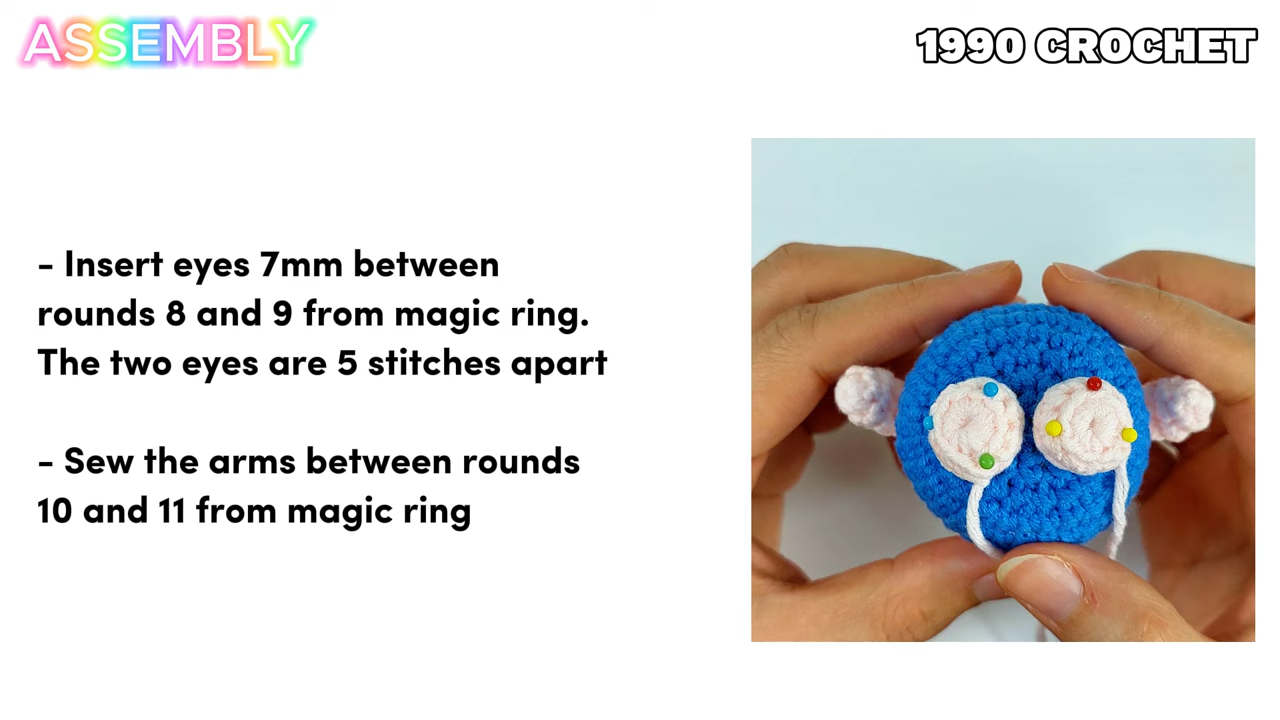 ASSEMBLY
1990 CROCHET
- Insert eyes 7mm between
rounds 8 and 9 from magic ring.
The two eyes are 5 stitches apart
- Sew the arms between rounds
10 and 11 from magic ring